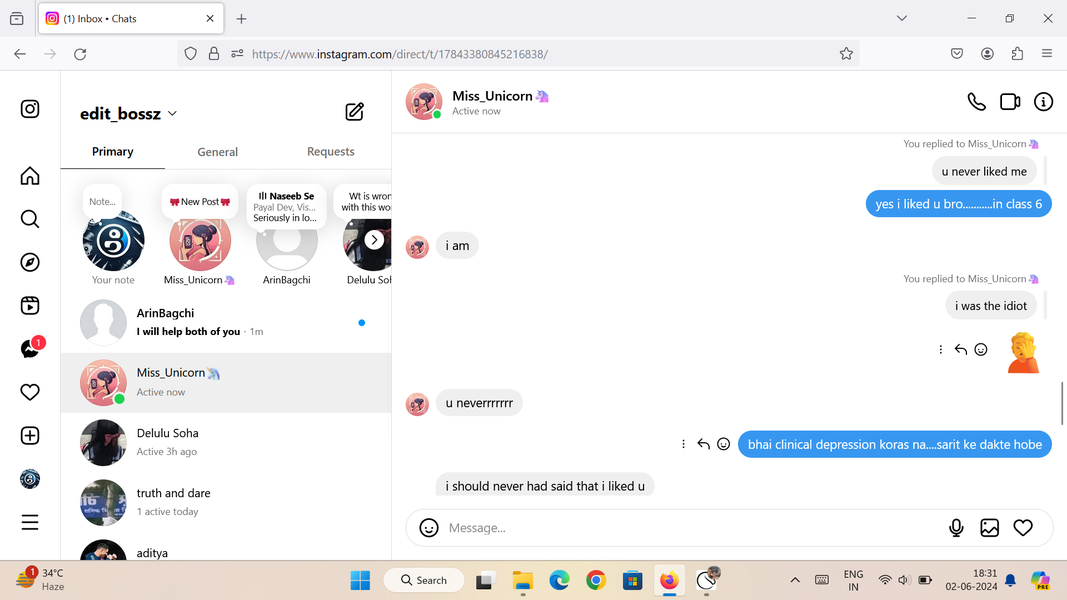 (1) Inbox • Chats
https://www.instagram.com/direct/t/17843380845216838/
edit_bossz
Primary
General
Requests
Note...
🎀New Post🎀
Naseeb Se
Payal Dev, Vis...
Seriously in lo...
Wt is wron
with this wo
Your note
Miss_Unicorn🦄
ArinBagchi
Delulu Soh
ArinBagchi
I will help both of you · 1m
1
Miss_Unicorn🦄
Active now
Delulu Soha
Active 3h ago
truth and dare
1 active today
aditya
Miss_Unicorn🦄
Active now
You replied to Miss_Unicorn🦄
u never liked me
yes i liked u bro...........in class 6
i am
You replied to Miss_Unicorn🦄
i was the idiot
u neverrrrrrr
bhai clinical depression koras na....sarit ke dakte hobe
i should never had said that i liked u
Message...
1
34°C
Haze
Search
ENG
IN
18:31
02-06-2024
PRE